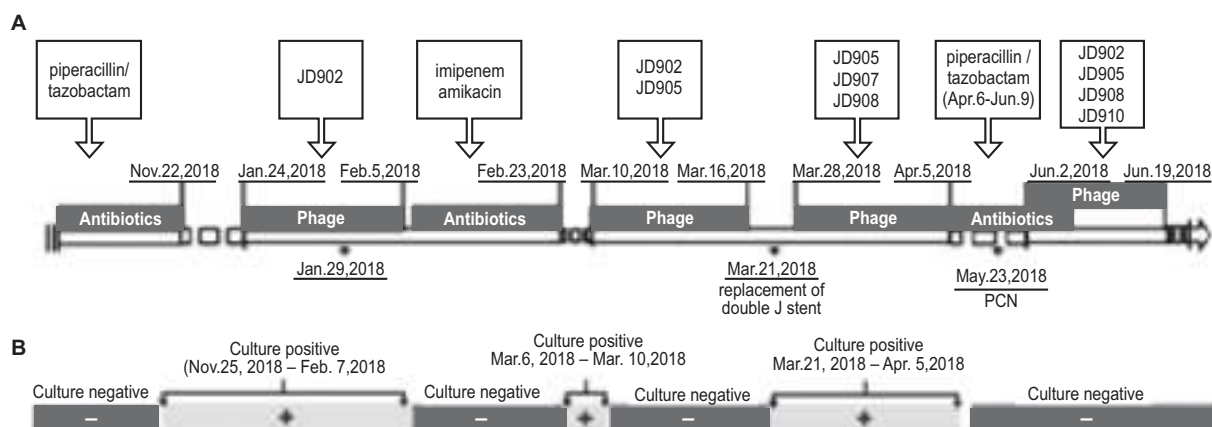 A
piperacillin/
tazobactam
JD902
imipenem
amikacin
JD902
JD905
JD905
JD907
JD908
piperacillin /
tazobactam
(Apr.6-Jun.9)
JD902
JD905
JD908
JD910
Nov.22,2018
Jan.24,2018
Feb.5,2018
Feb.23,2018
Mar.10,2018
Mar.16,2018
Mar.28,2018
Apr.5,2018
Jun.2,2018
Jun.19,2018
Antibiotics
Phage
Antibiotics
Phage
Phage
Antibiotics
Phage
Jan.29,2018
Mar.21,2018
replacement of
double J stent
May.23,2018
PCN
B
Culture negative
Culture positive
(Nov.25, 2018 – Feb. 7,2018
Culture negative
Culture positive
Mar.6, 2018 – Mar. 10,2018
Culture negative
Culture positive
Mar.21, 2018 – Apr. 5,2018
Culture negative
– + – + – + –